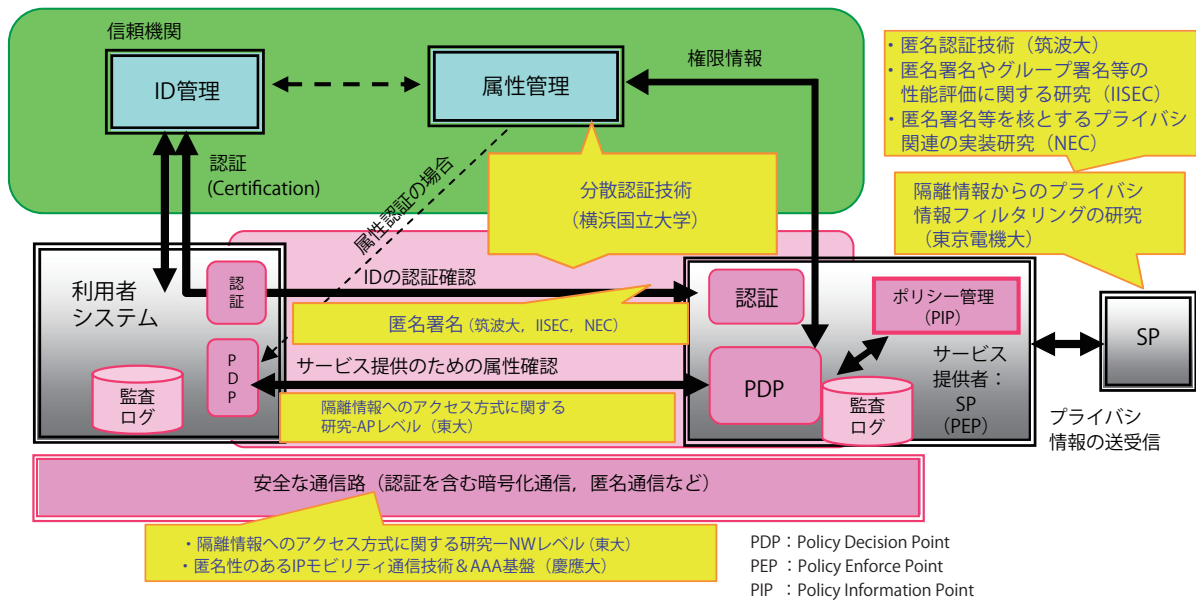 信頼機関
ID管理
属性管理
権限情報
・匿名認証技術（筑波大）
・匿名署名やグループ署名等の
性能評価に関する研究（IISEC）
・匿名署名等を核とするプライバシ
関連の実装研究（NEC）
認証
(Certification)
属性認証の場合
分散認証技術
（横浜国立大学）
隔離情報からのプライバシ
情報フィルタリングの研究
（東京電機大）
利用者
システム
認
証
IDの認証確認
認証
ポリシー管理
（PIP）
匿名署名（筑波大，IISEC，NEC）
P
D
P
サービス提供のための属性確認
PDP
サービス
提供者：
SP
（PEP）
SP
監査
ログ
隔離情報へのアクセス方式に関する
研究-APレベル（東大）
監査
ログ
プライバシ
情報の送受信
安全な通信路（認証を含む暗号化通信，匿名通信など）
・隔離情報へのアクセス方式に関する研究ーNWレベル（東大）
・匿名性のあるIPモビリティ通信技術＆AAA基盤（慶應大）
PDP：Policy Decision Point
PEP：Policy Enforce Point
PIP ：Policy Information Point